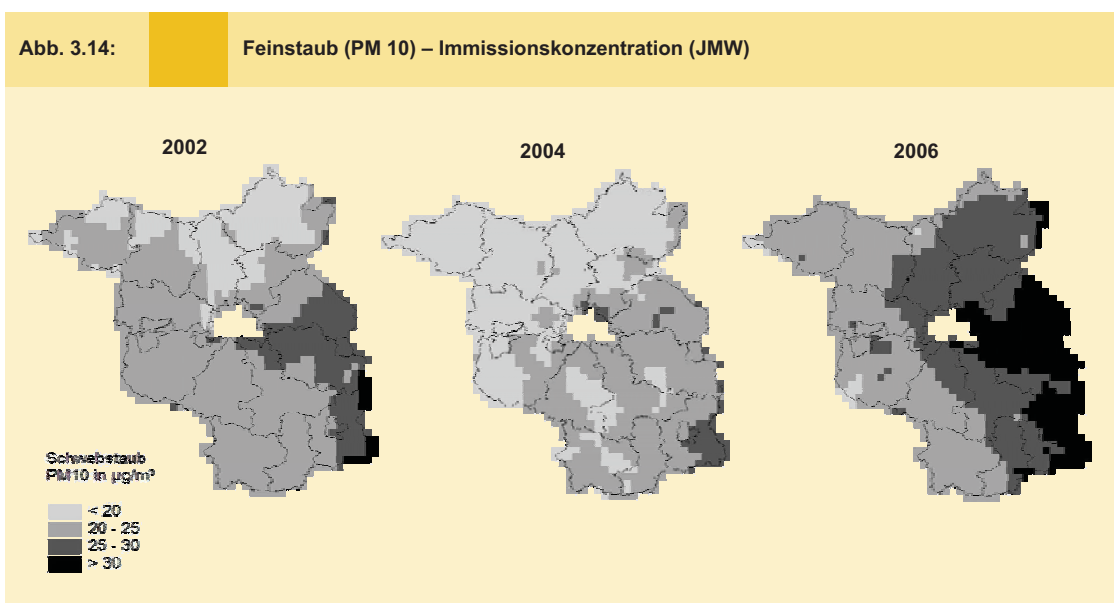 Abb. 3.14: Feinstaub (PM 10) – Immissionskonzentration (JMW)
2002
2004
2006
Schwebstaub
PM10 in µg/m³
< 20
20 - 25
25 - 30
> 30